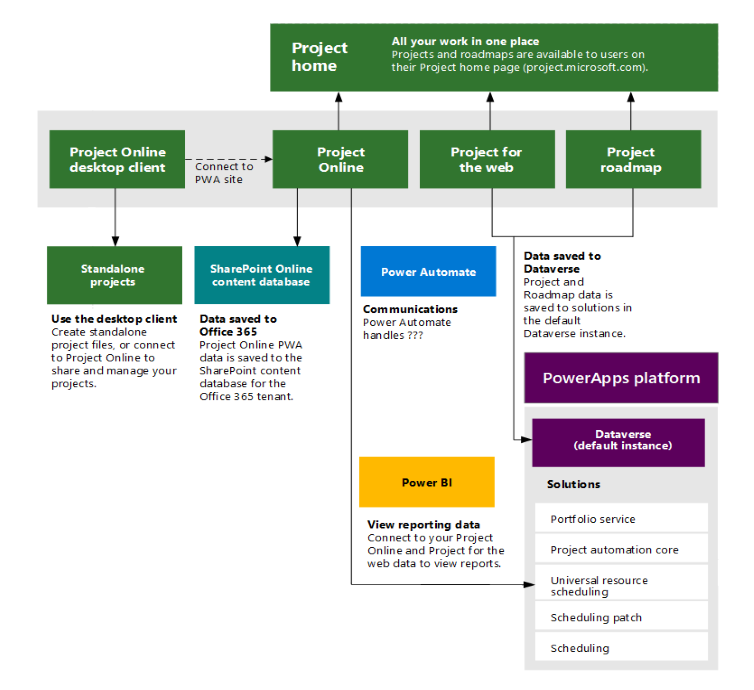 Project
home
All your work in one place
Projects and roadmaps are available to users on
their Project home page (project.microsoft.com).
Project Online
desktop client
Connect to
PWA site
Project
Online
Project for
the web
Project
roadmap
Standalone
projects
Use the desktop client
Create standalone
project files, or connect
to Project Online to
share and manage your
projects.
SharePoint Online
content database
Data saved to
Office 365
Project Online PWA
data is saved to the
SharePoint content
database for the
Office 365 tenant.
Power Automate
Communications
Power Automate
handles ???
Data saved to
Dataverse
Project and
Roadmap data is
saved to solutions in
the default
Dataverse instance.
PowerApps platform
Dataverse
(default instance)
Power BI
View reporting data
Connect to your Project
Online and Project for the
web data to view reports.
Solutions
Portfolio service
Project automation core
Universal resource
scheduling
Scheduling patch
Scheduling